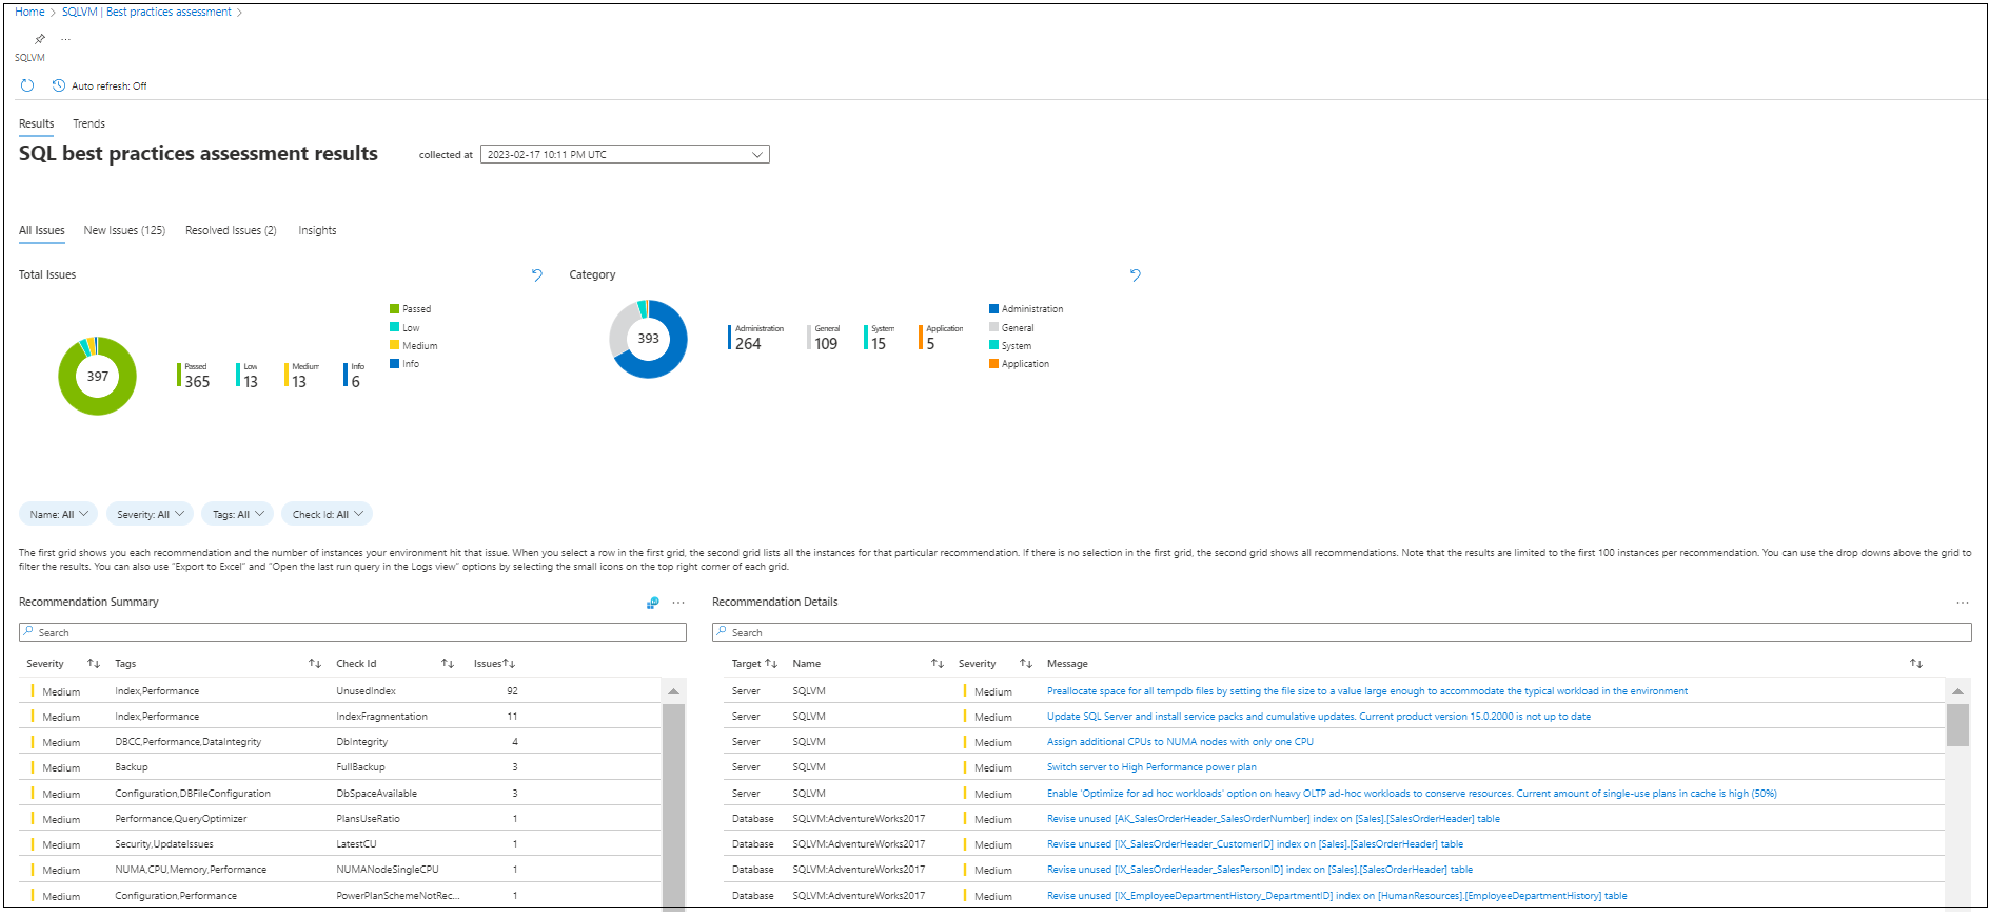 Home > SQLVM | Best practices assessment >
...
SQLVM
Auto refresh: Off
Results Trends
SQL best practices assessment results collected at 2023-02-17 10:11 PM UTC
All Issues New Issues (125) Resolved Issues (2) Insights
Total Issues
397
Passed 365
Low 13
Medium 13
Info 6
Passed
Low
Medium
Info
Category
393
Administration 264
General 109
System 15
Application 5
Administration
General
System
Application
Name: All Severity: All Tags: All Check Id: All
The first grid shows you each recommendation and the number of instances your environment hit that issue. When you select a row in the first grid, the second grid lists all the instances for that particular recommendation. If there is no selection in the first grid, the second grid shows all recommendations. Note that the results are limited to the first 100 instances per recommendation. You can use the drop downs above the grid to
filter the results. You can also use "Export to Excel" and "Open the last run query in the Logs view" options by selecting the small icons on the top right corner of each grid.
Recommendation Summary ...
Search
Severity ↑↓ Tags ↑↓ Check Id ↑↓ Issues↑↓
Medium Index,Performance UnusedIndex 92
Medium Index,Performance IndexFragmentation 11
Medium DBCC,Performance,DataIntegrity DbIntegrity 4
Medium Backup FullBackup 3
Medium Configuration,DBFileConfiguration DbSpaceAvailable 3
Medium Performance,QueryOptimizer PlansUseRatio 1
Medium Security,UpdateIssues LatestCU 1
Medium NUMA,CPU,Memory,Performance NUMANodeSingleCPU 1
Medium Configuration,Performance PowerPlanSchemeNotRec... 1
Recommendation Details ...
Search
Target ↑↓ Name ↑↓ Severity ↑↓ Message ↑↓
Server SQLVM Medium Preallocate space for all tempdb files by setting the file size to a value large enough to accommodate the typical workload in the environment
Server SQLVM Medium Update SQL Server and install service packs and cumulative updates. Current product version 15.0.2000 is not up to date
Server SQLVM Medium Assign additional CPUs to NUMA nodes with only one CPU
Server SQLVM Medium Switch server to High Performance power plan
Server SQLVM Medium Enable 'Optimize for ad hoc workloads' option on heavy OLTP ad-hoc workloads to conserve resources. Current amount of single-use plans in cache is high (50%)
Database SQLVM:AdventureWorks2017 Medium Revise unused [AK_SalesOrderHeader_SalesOrderNumber] index on [Sales].[SalesOrderHeader] table
Database SQLVM:AdventureWorks2017 Medium Revise unused [IX_SalesOrderHeader_CustomerID] index on [Sales].[SalesOrderHeader] table
Database SQLVM:AdventureWorks2017 Medium Revise unused [IX_SalesOrderHeader_SalesPersonID] index on [Sales].[SalesOrderHeader] table
Database SQLVM:AdventureWorks2017 Medium Revise unused [IX_EmployeeDepartmentHistory_DepartmentID] index on [HumanResources].[EmployeeDepartmentHistory] table